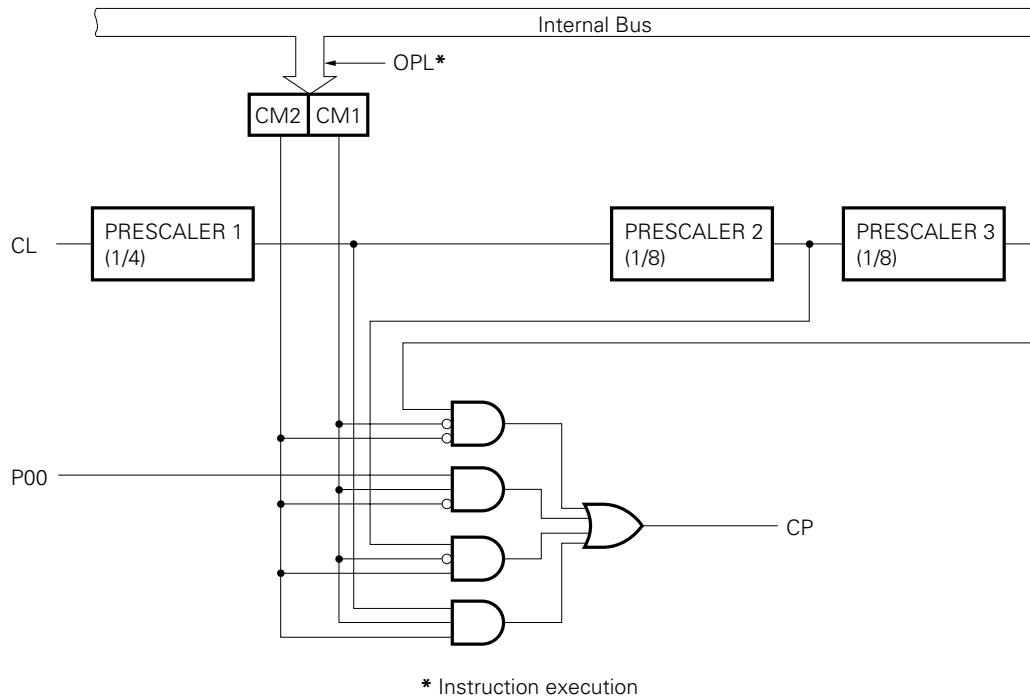 Internal Bus
OPL*
CM2 CM1
PRESCALER 1
(1/4)
PRESCALER 2
(1/8)
PRESCALER 3
(1/8)
CL
P00
CP
* Instruction execution